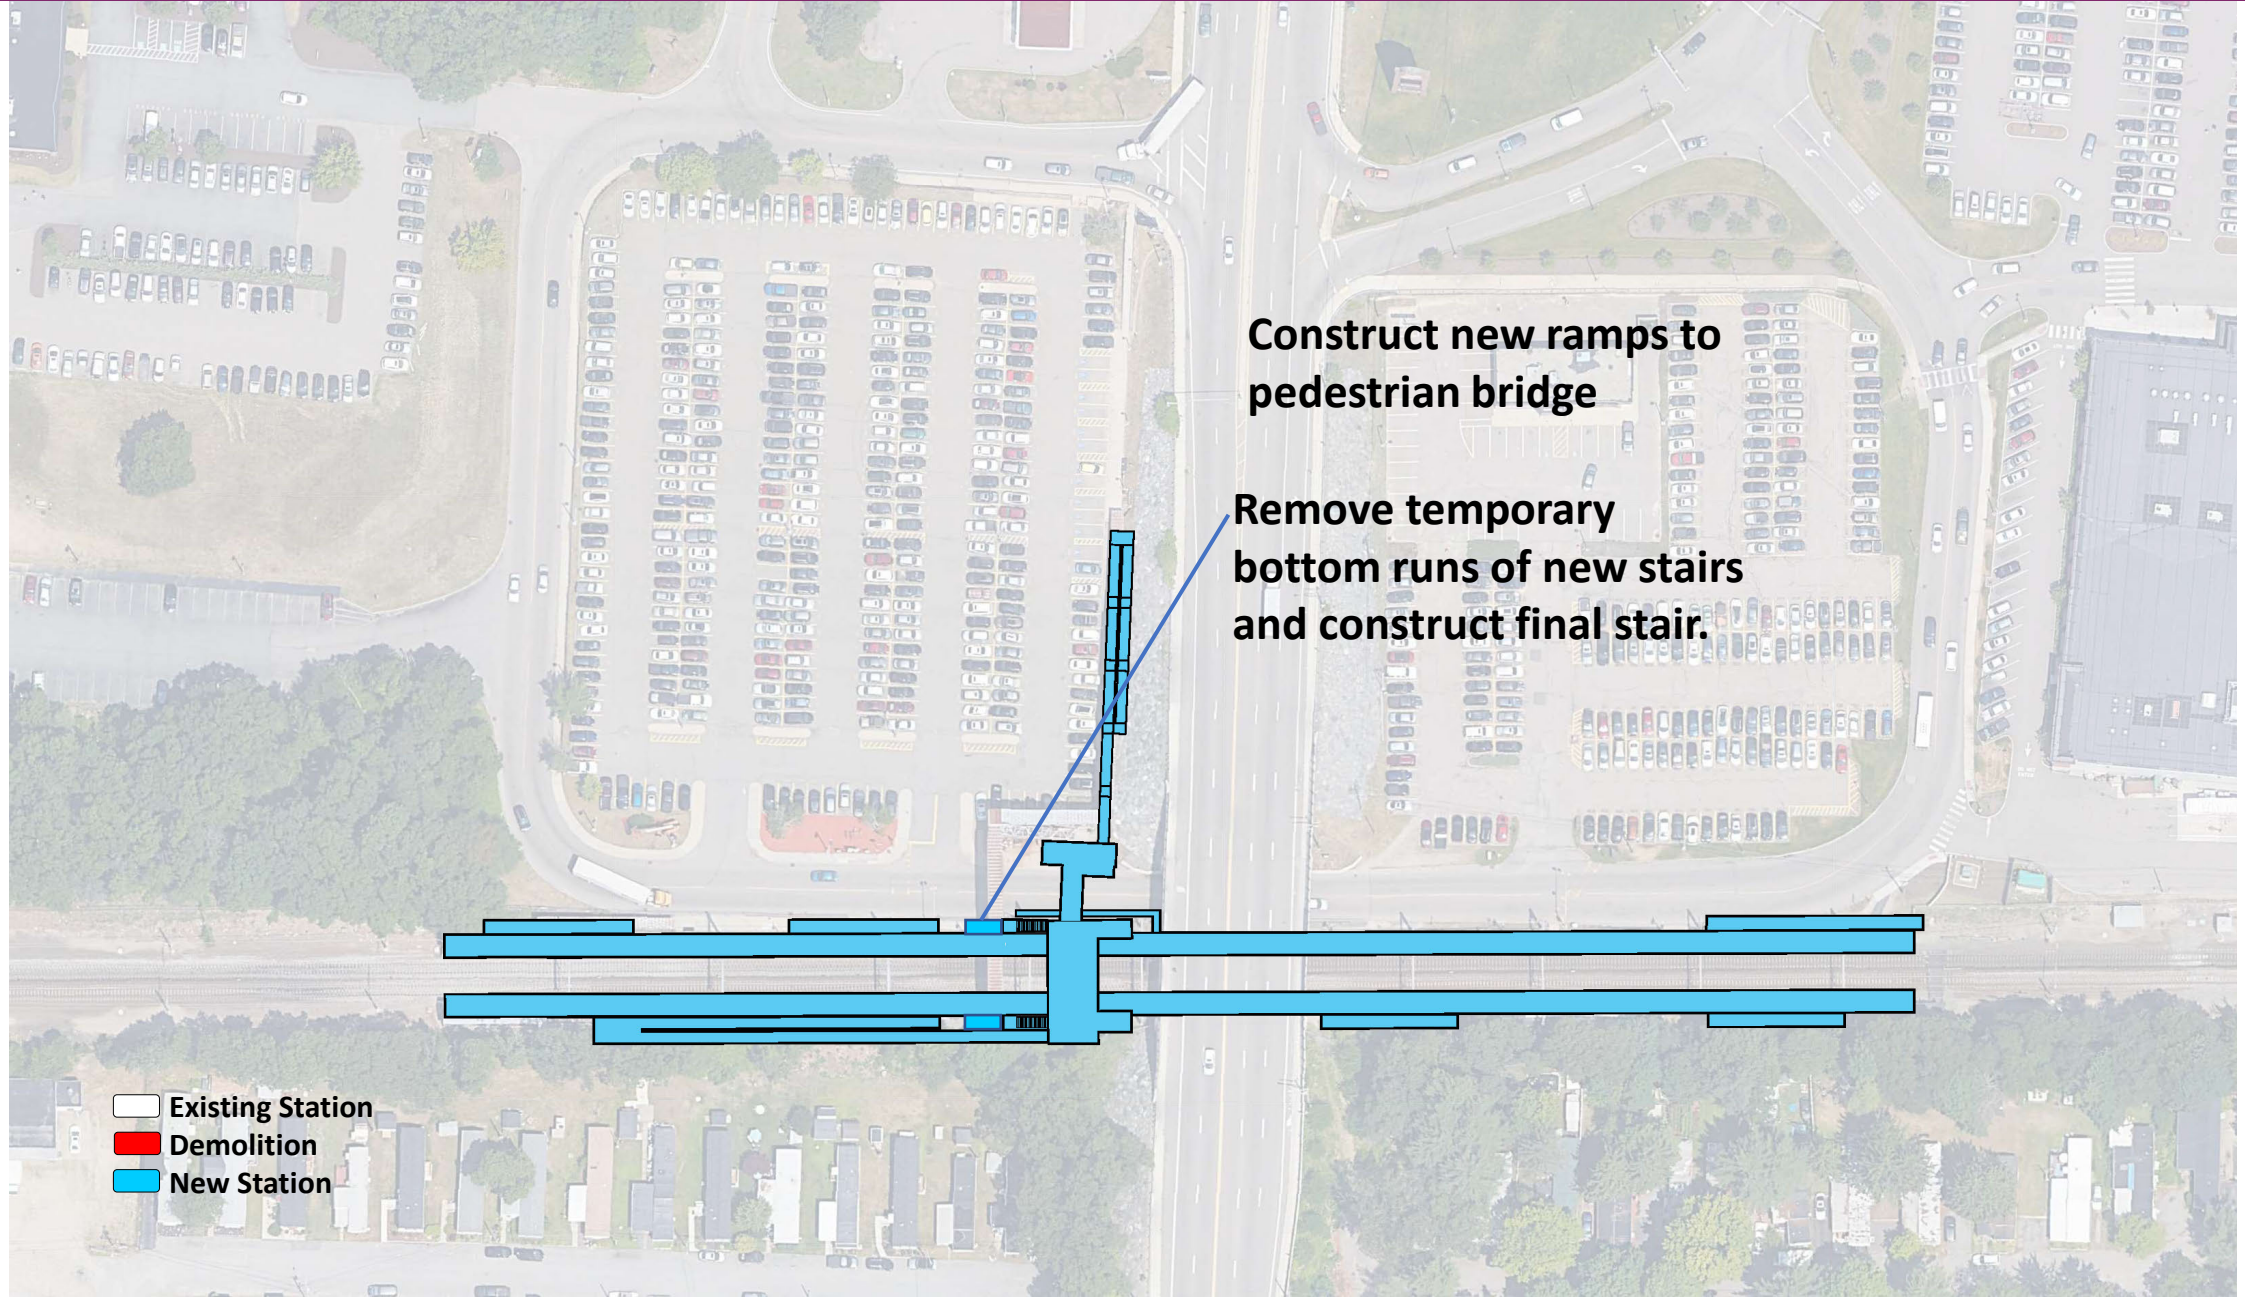 Construct new ramps to
pedestrian bridge
Remove temporary
bottom runs of new stairs
and construct final stair.
Existing Station
Demolition
New Station